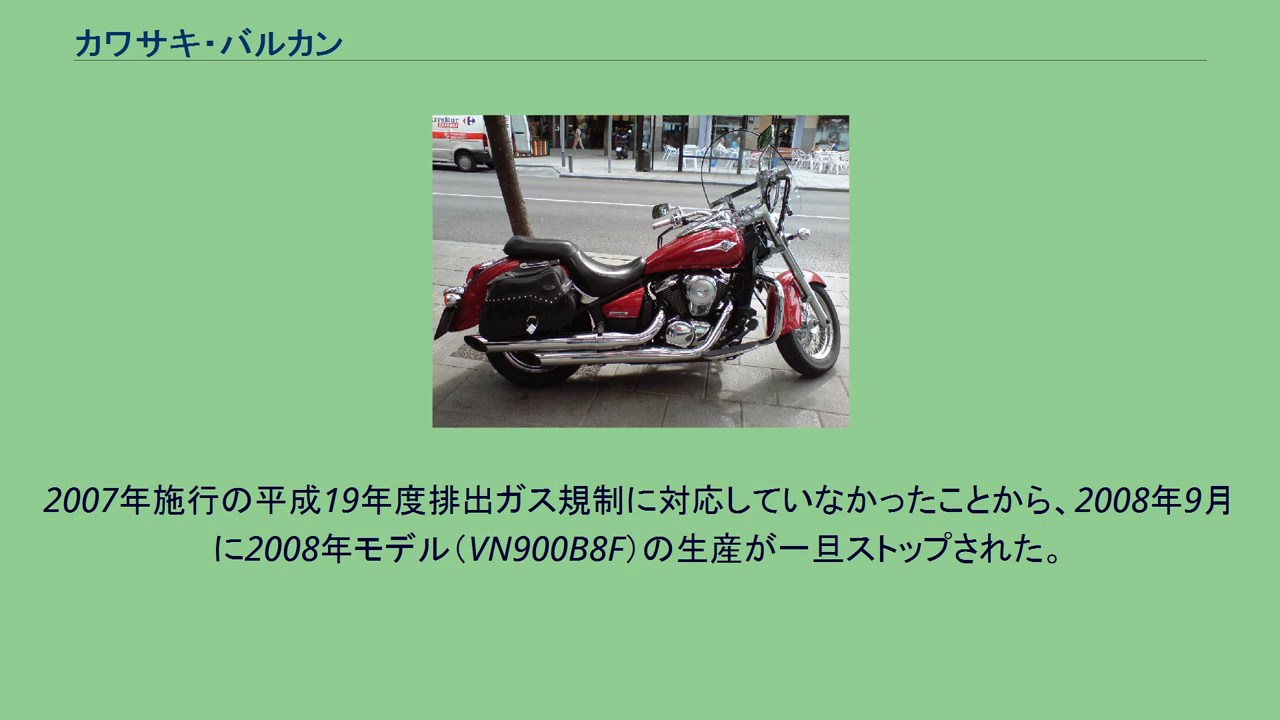 カワサキ・バルカン
2007年施行の平成19年度排出ガス規制に対応していなかったことから、2008年9月
に2008年モデル（VN900B8F）の生産が一旦ストップされた。